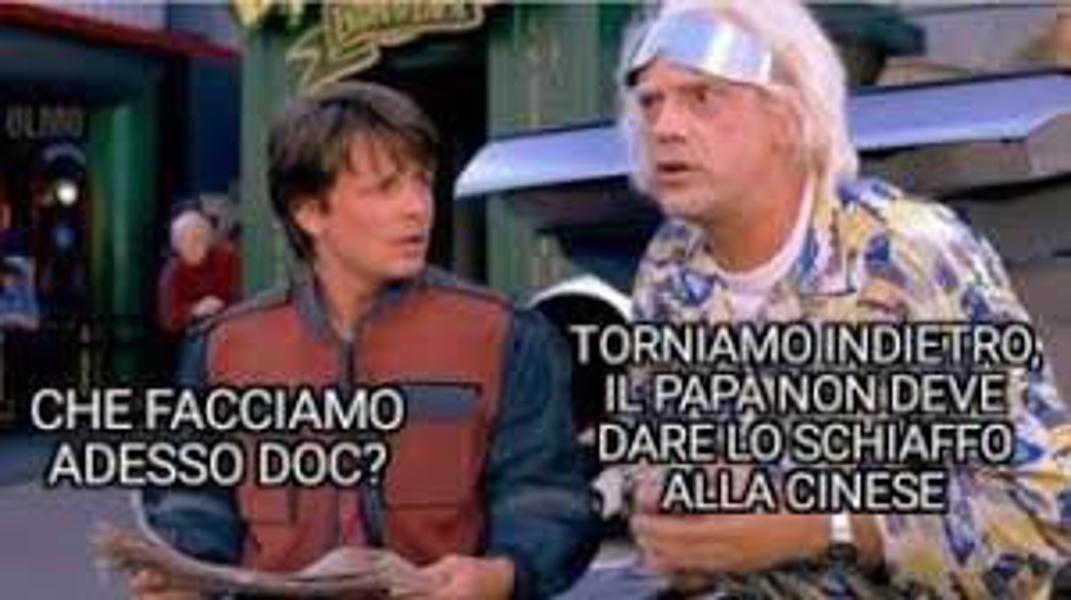 CHE FACCIAMO
ADESSO DOC?
TORNIAMO INDIETRO,
IL PAPA NON DEVE
DARE LO SCHIAFFO
ALLA CINESE